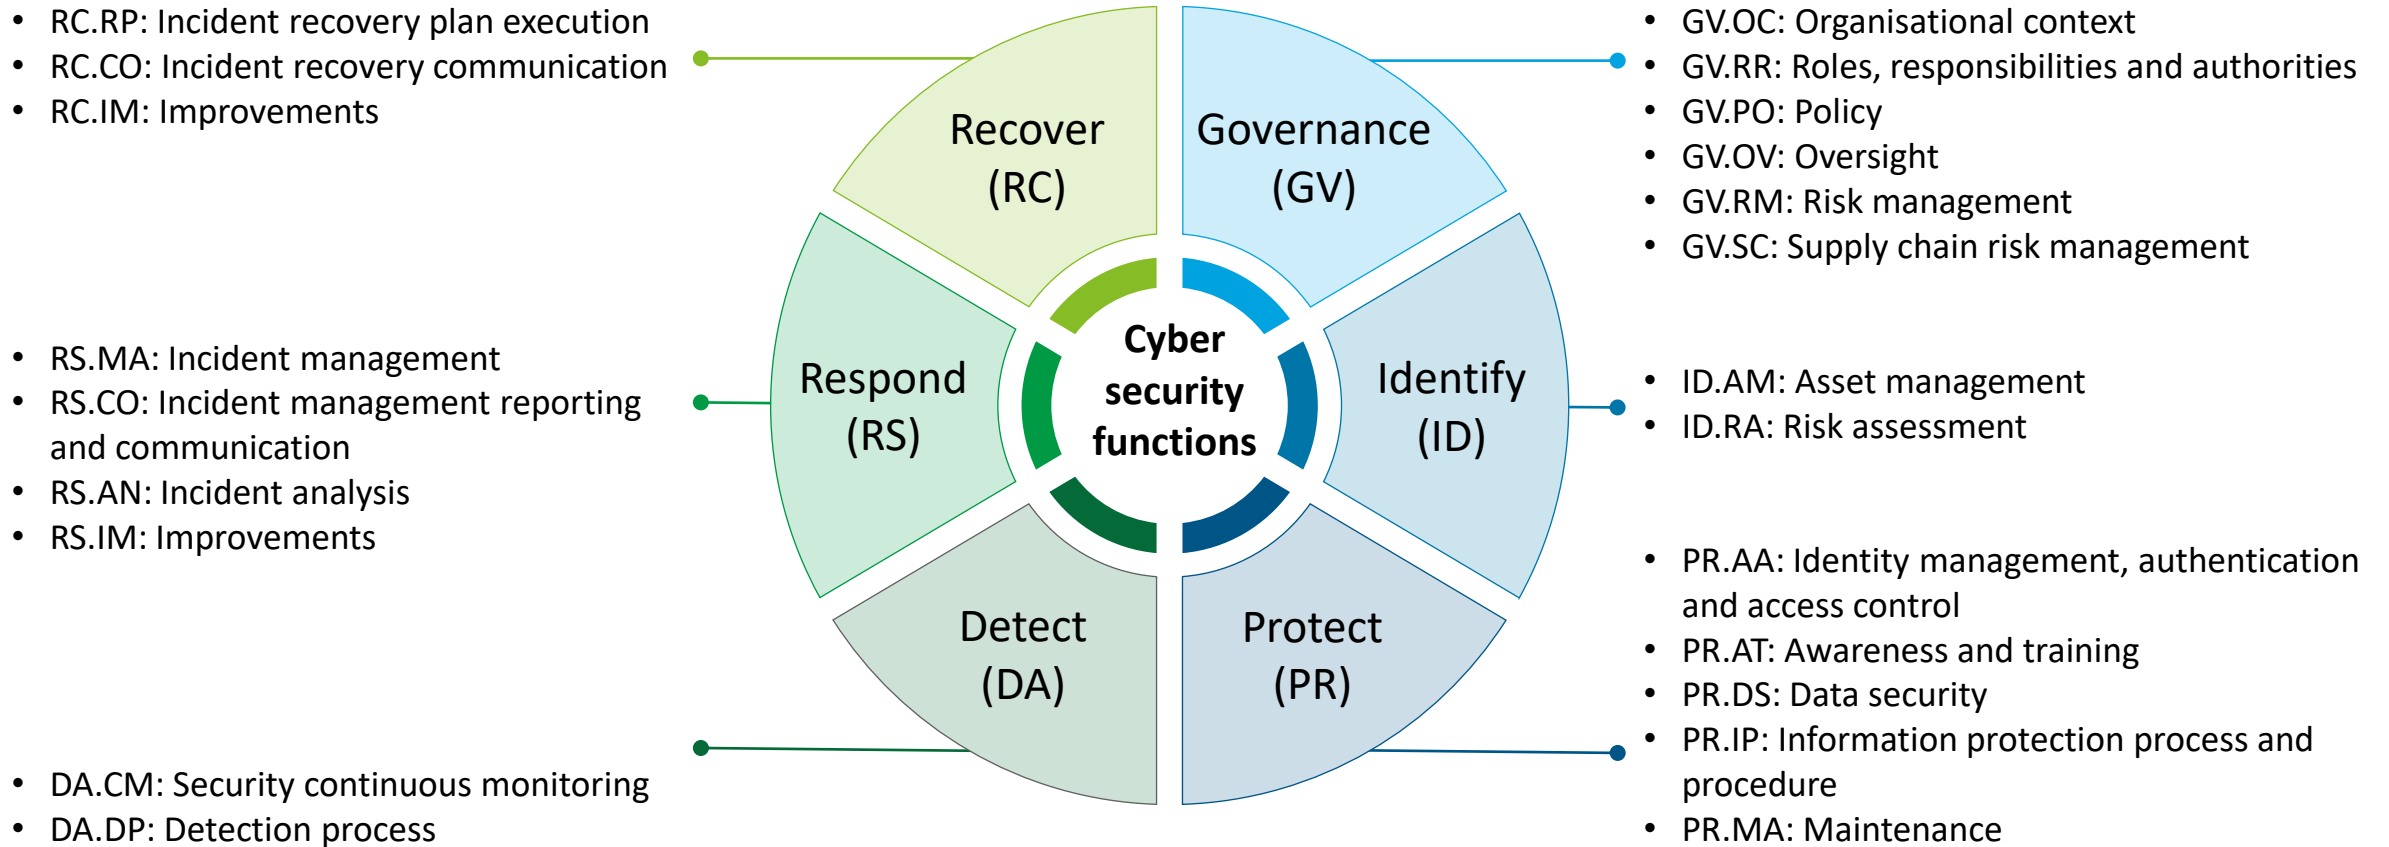 • RC.RP: Incident recovery plan execution
• RC.CO: Incident recovery communication
• RC.IM: Improvements
• RS.MA: Incident management
• RS.CO: Incident management reporting
and communication
• RS.AN: Incident analysis
• RS.IM: Improvements
• DA.CM: Security continuous monitoring
• DA.DP: Detection process
Recover
(RC)
Governance
(GV)
Respond
(RS)
Cyber
security
functions
Identify
(ID)
Detect
(DA)
Protect
(PR)
• GV.OC: Organisational context
• GV.RR: Roles, responsibilities and authorities
• GV.PO: Policy
• GV.OV: Oversight
• GV.RM: Risk management
• GV.SC: Supply chain risk management
• ID.AM: Asset management
• ID.RA: Risk assessment
• PR.AA: Identity management, authentication
and access control
• PR.AT: Awareness and training
• PR.DS: Data security
• PR.IP: Information protection process and
procedure
• PR.MA: Maintenance